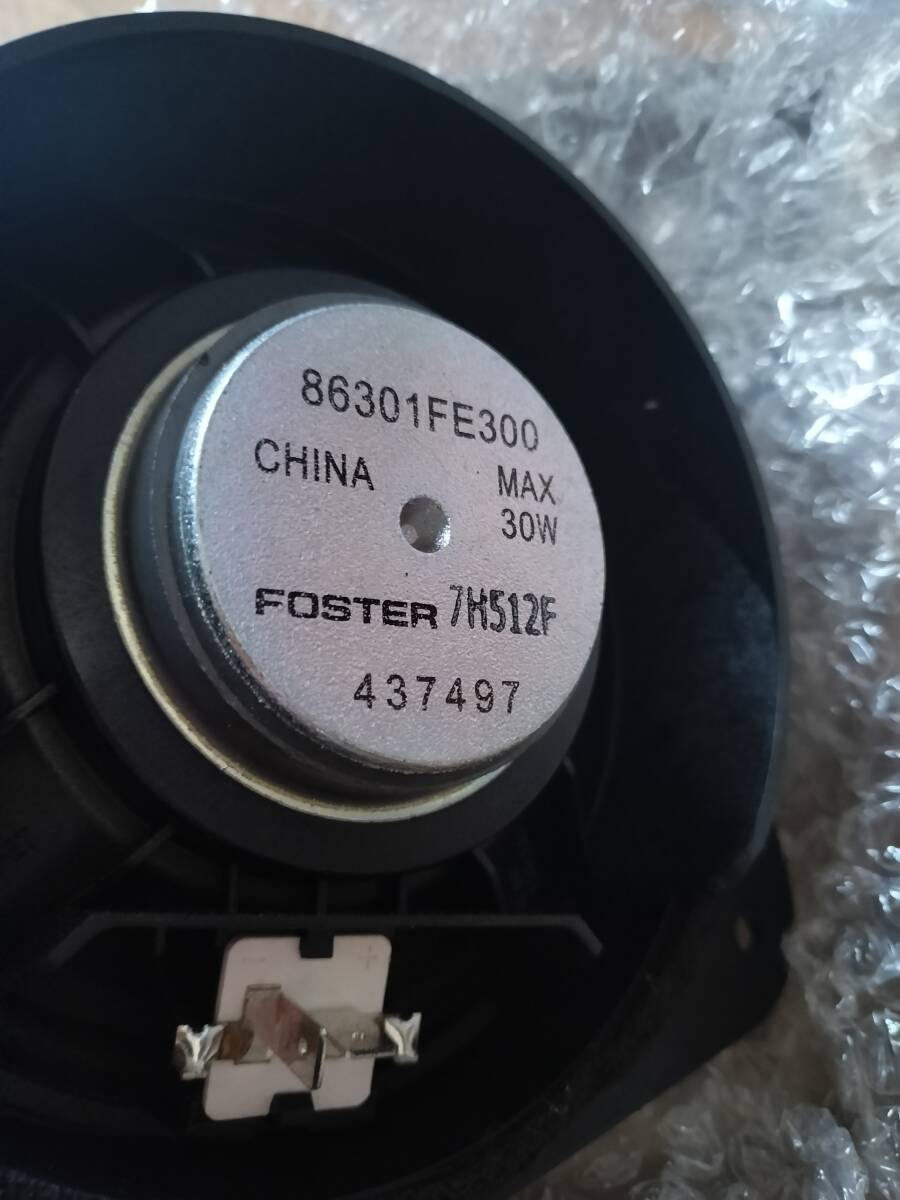 86301FE300
CHINA
MAX
30W
FOSTER 7H512F
437497
- +